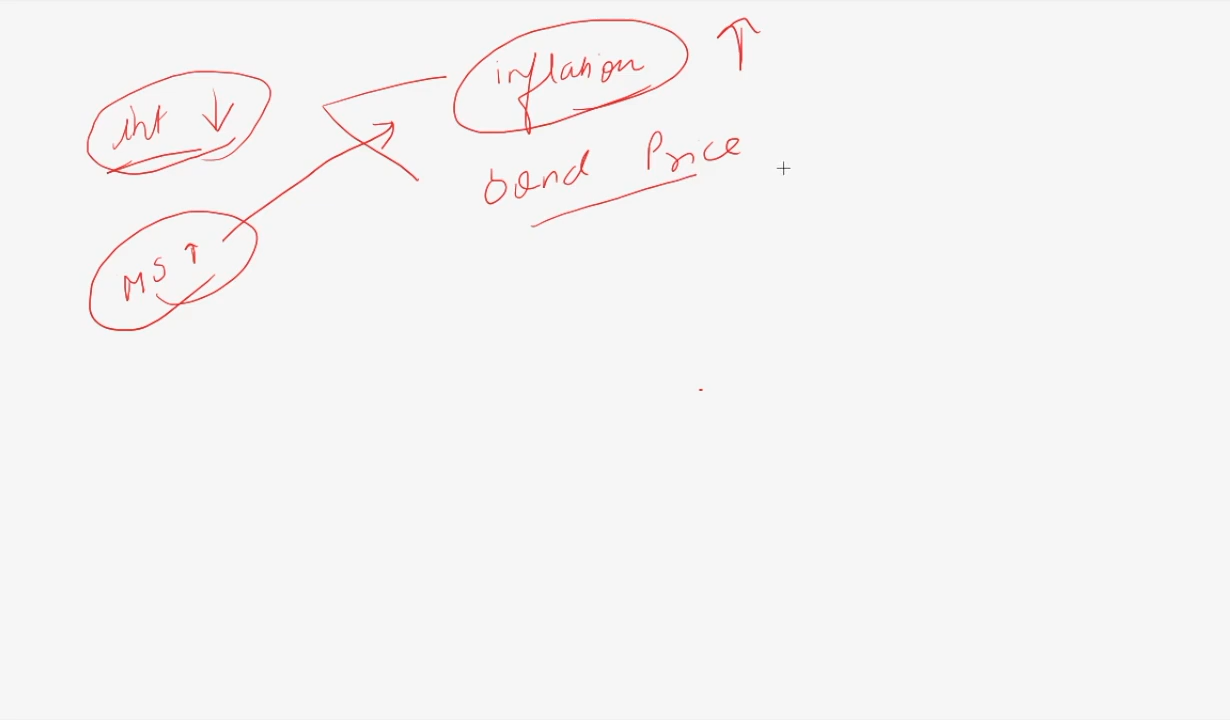 inflation ↑
int ↓
bond Price
MS ↑